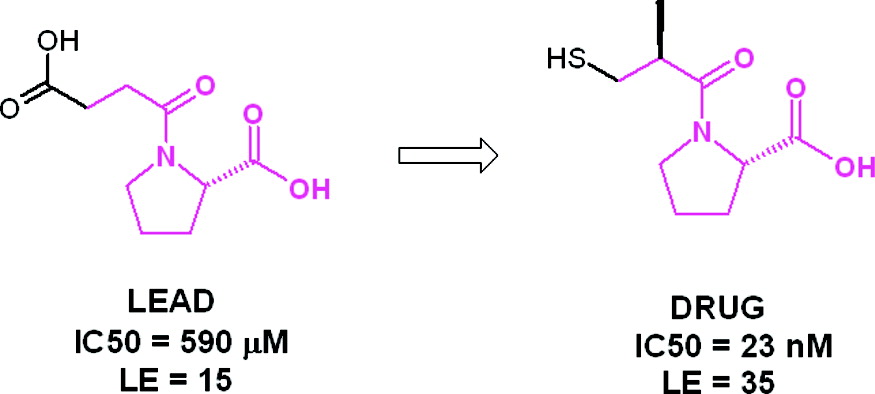 OH
O
O
N
O
OH
LEAD
IC50 = 590 μM
LE = 15
HS
O
N
O
OH
DRUG
IC50 = 23 nM
LE = 35